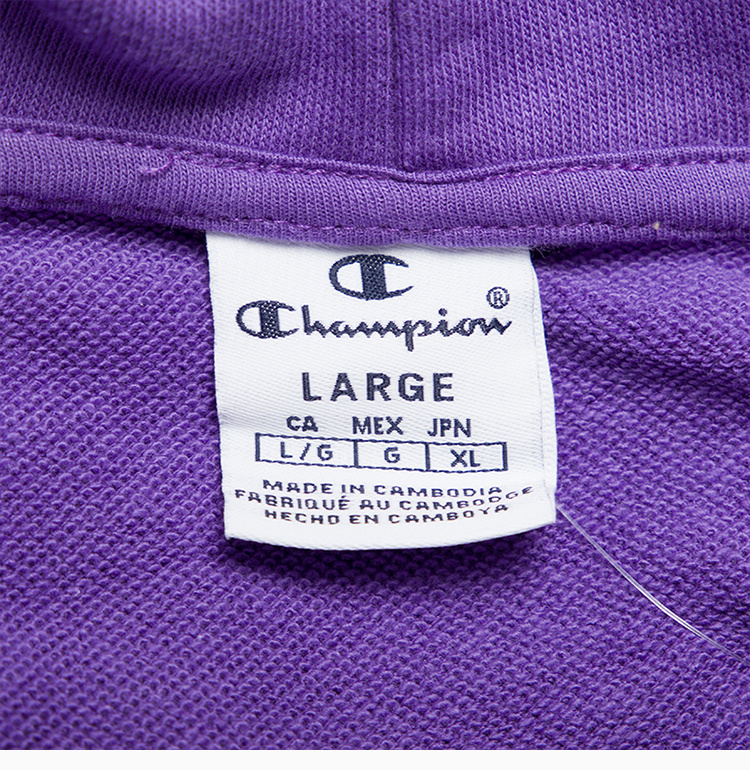 Champion®
LARGE
CA MEX JPN
L/G G XL
MADE IN CAMBODIA
FABRIQUÉ AU CAMBODGE
HECHO EN CAMBOYA